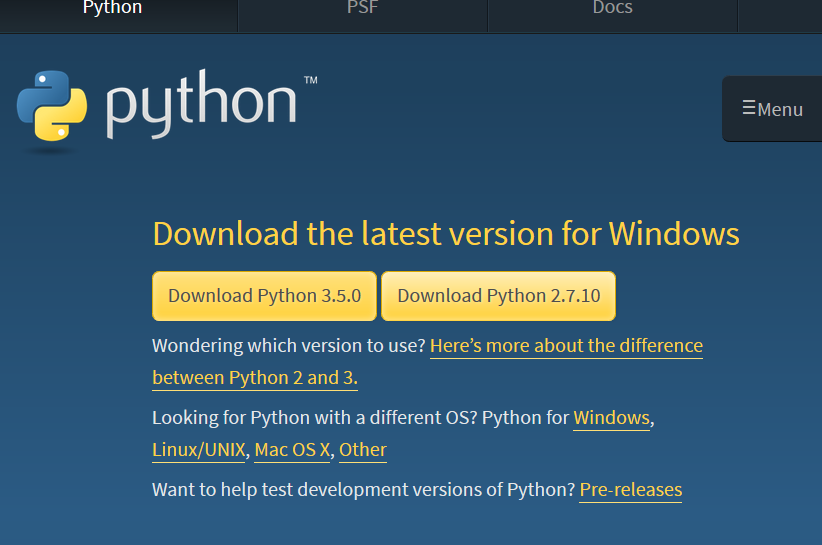 Python PSF Docs
python™
☰Menu
Download the latest version for Windows
Download Python 3.5.0 Download Python 2.7.10
Wondering which version to use? Here’s more about the difference
between Python 2 and 3.
Looking for Python with a different OS? Python for Windows,
Linux/UNIX, Mac OS X, Other
Want to help test development versions of Python? Pre-releases